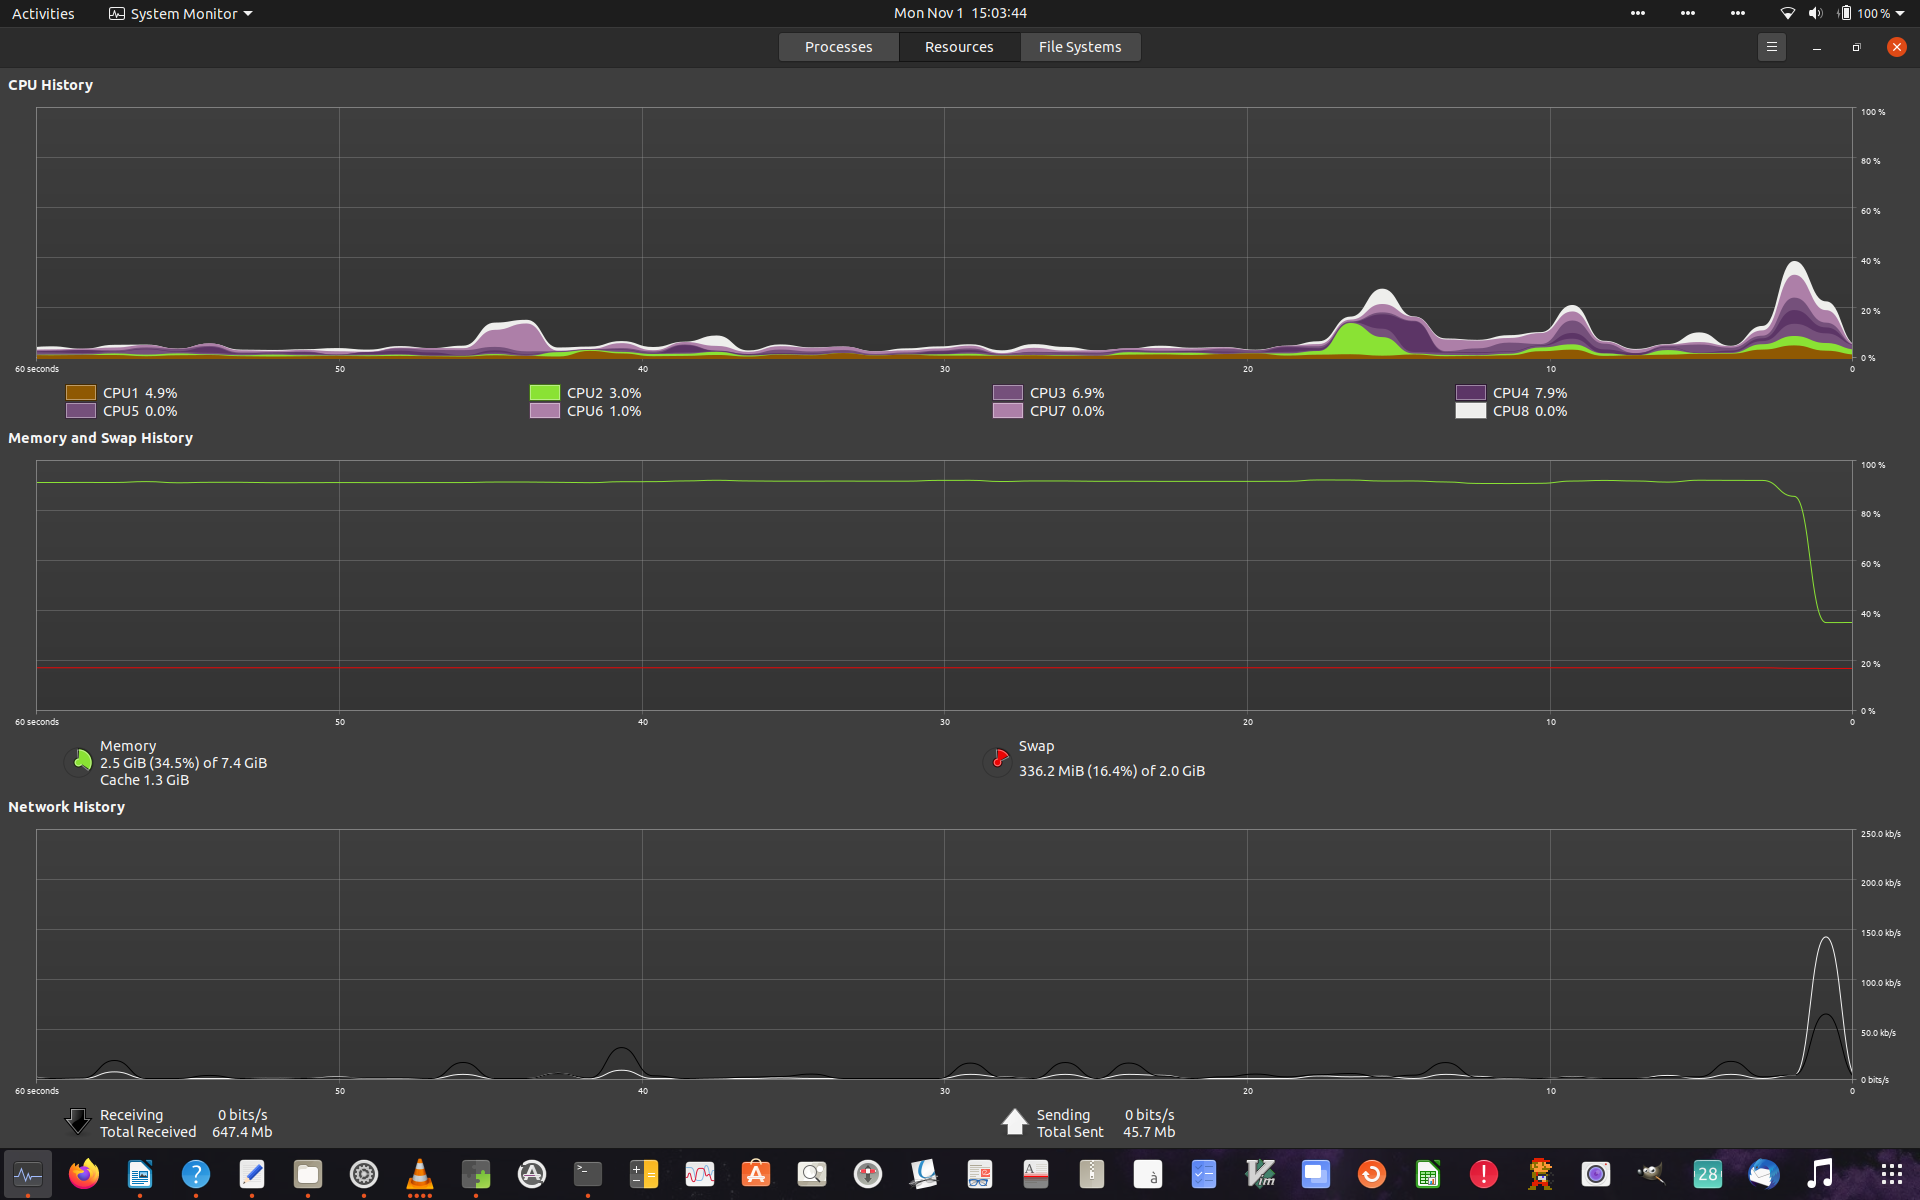 Activities System Monitor Mon Nov 1 15:03:44 100 %
Processes Resources File Systems
CPU History
100 %
80 %
60 %
40 %
20 %
0 %
60 seconds 50 40 30 20 10 0
CPU1 4.9% CPU2 3.0% CPU3 6.9% CPU4 7.9%
CPU5 0.0% CPU6 1.0% CPU7 0.0% CPU8 0.0%
Memory and Swap History
100 %
80 %
60 %
40 %
20 %
0 %
60 seconds 50 40 30 20 10 0
Memory
2.5 GiB (34.5%) of 7.4 GiB
Cache 1.3 GiB
Swap
336.2 MiB (16.4%) of 2.0 GiB
Network History
250.0 kb/s
200.0 kb/s
150.0 kb/s
100.0 kb/s
50.0 kb/s
0 bits/s
60 seconds 50 40 30 20 10 0
Receiving 0 bits/s
Total Received 647.4 Mb
Sending 0 bits/s
Total Sent 45.7 Mb
? >_ A à Vim ! 28